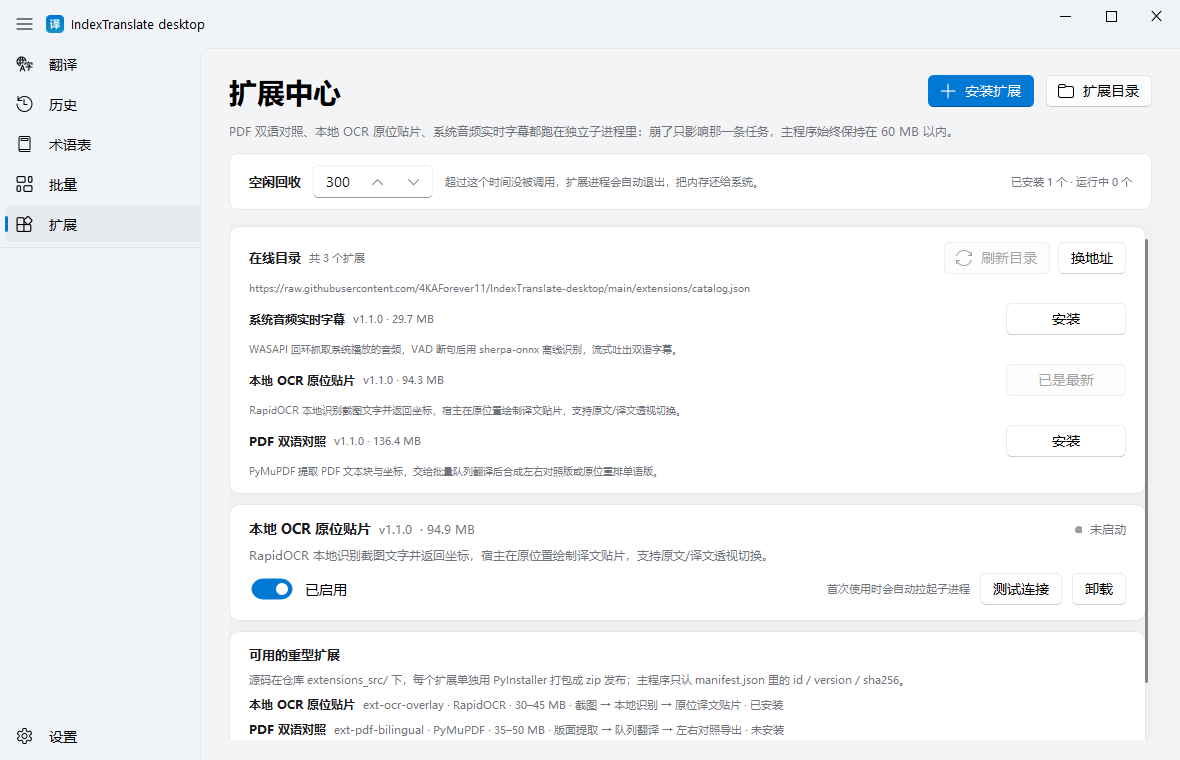 译 IndexTranslate desktop
翻译
历史
术语表
批量
扩展
设置
扩展中心
安装扩展
扩展目录
PDF 双语对照、本地 OCR 原位贴片、系统音频实时字幕都跑在独立子进程里：崩了只影响那一条任务，主程序始终保持在 60 MB 以内。
空闲回收 300 超过这个时间没被调用，扩展进程会自动退出，把内存还给系统。 已安装 1 个 · 运行中 0 个
在线目录 共 3 个扩展 刷新目录 换地址
https://raw.githubusercontent.com/4KAForever11/IndexTranslate-desktop/main/extensions/catalog.json
系统音频实时字幕 v1.1.0 · 29.7 MB 安装
WASAPI 回环抓取系统播放的音频，VAD 断句后用 sherpa-onnx 离线识别，流式吐出双语字幕。
本地 OCR 原位贴片 v1.1.0 · 94.3 MB 已是最新
RapidOCR 本地识别截图文字并返回坐标，宿主在原位置绘制译文贴片，支持原文/译文透视切换。
PDF 双语对照 v1.1.0 · 136.4 MB 安装
PyMuPDF 提取 PDF 文本块与坐标，交给批量队列翻译后合成左右对照版或原位重排单语版。
本地 OCR 原位贴片 v1.1.0 · 94.9 MB 未启动
RapidOCR 本地识别截图文字并返回坐标，宿主在原位置绘制译文贴片，支持原文/译文透视切换。
已启用 首次使用时会自动拉起子进程 测试连接 卸载
可用的重型扩展
源码在仓库 extensions_src/ 下，每个扩展单独用 PyInstaller 打包成 zip 发布；主程序只认 manifest.json 里的 id / version / sha256。
本地 OCR 原位贴片 ext-ocr-overlay · RapidOCR · 30–45 MB · 截图 → 本地识别 → 原位译文贴片 · 已安装
PDF 双语对照 ext-pdf-bilingual · PyMuPDF · 35–50 MB · 版面提取 → 队列翻译 → 左右对照导出 · 未安装